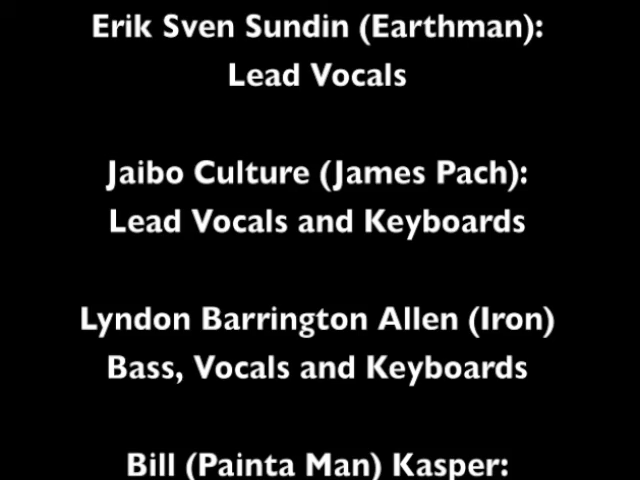 Erik Sven Sundin (Earthman):
Lead Vocals
Jaibo Culture (James Pach):
Lead Vocals and Keyboards
Lyndon Barrington Allen (Iron)
Bass, Vocals and Keyboards
Bill (Painta Man) Kasper: